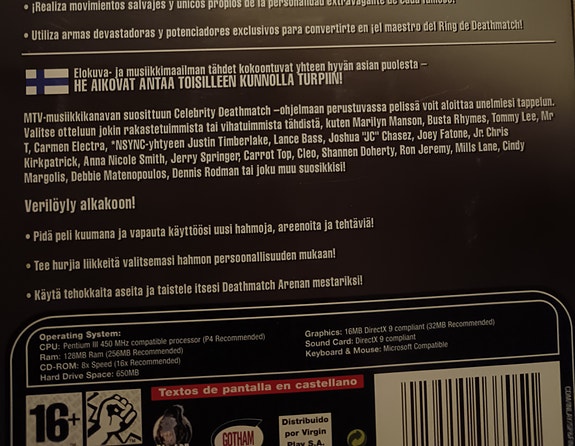 • ¡Realiza movimientos salvajes y únicos propios de la personalidad extravagante de cada famoso!
• Utiliza armas devastadoras y potenciadores exclusivos para convertirte en ¡el maestro del Ring de Deathmatch!
Elokuva- ja musiikkimaailman tähdet kokoontuvat yhteen hyvän asian puolesta –
HE AIKOVAT ANTAA TOISILLEEN KUNNOLLA TURPIIN!
MTV-musiikkikanavan suosittuun Celebrity Deathmatch –ohjelmaan perustuvassa pelissä voit aloittaa unelmiesi tappelun.
Valitse otteluun jokin rakastetuimmista tai vihatuimmista tähdistä, kuten Marilyn Manson, Busta Rhymes, Tommy Lee, Mr
T, Carmen Electra, *NSYNC-yhtyeen Justin Timberlake, Lance Bass, Joshua "JC" Chasez, Joey Fatone, Jr. Chris
Kirkpatrick, Anna Nicole Smith, Jerry Springer, Carrot Top, Cleo, Shannen Doherty, Ron Jeremy, Mills Lane, Cindy
Margolis, Debbie Matenopoulos, Dennis Rodman tai joku muu suosikkisi!
Verilöyly alkakoon!
• Pidä peli kuumana ja vapauta käyttöösi uusi hahmoja, areenoita ja tehtäviä!
• Tee hurjia liikkeitä valitsemasi hahmon persoonallisuuden mukaan!
• Käytä tehokkaita aseita ja taistele itsesi Deathmatch Arenan mestariksi!
Operating System:
CPU: Pentium III 450 MHz compatible processor (P4 Recommended)
Ram: 128MB Ram (256MB Recommended)
CD-ROM: 8x Speed (16x Recommended)
Hard Drive Space: 650MB
Graphics: 16MB DirectX 9 compliant (32MB Recommended)
Sound Card: DirectX 9 compliant
Keyboard & Mouse: Microsoft Compatible
Textos de pantalla en castellano
16+
GOTHAM
Distribuido
por Virgin
Play S.A.